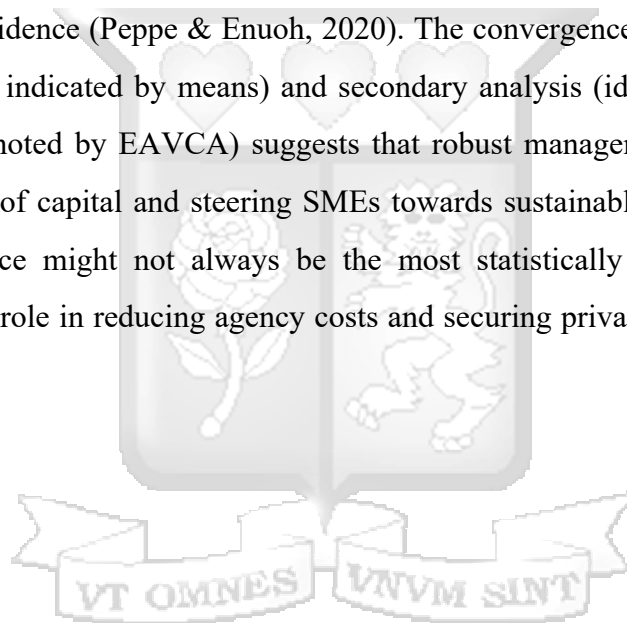 idence (Peppe & Enuoh, 2020). The convergence
indicated by means) and secondary analysis (id
noted by EAVCA) suggests that robust manager
of capital and steering SMEs towards sustainabl
ce might not always be the most statistically
role in reducing agency costs and securing priva
VT OMNES VNVM SINT